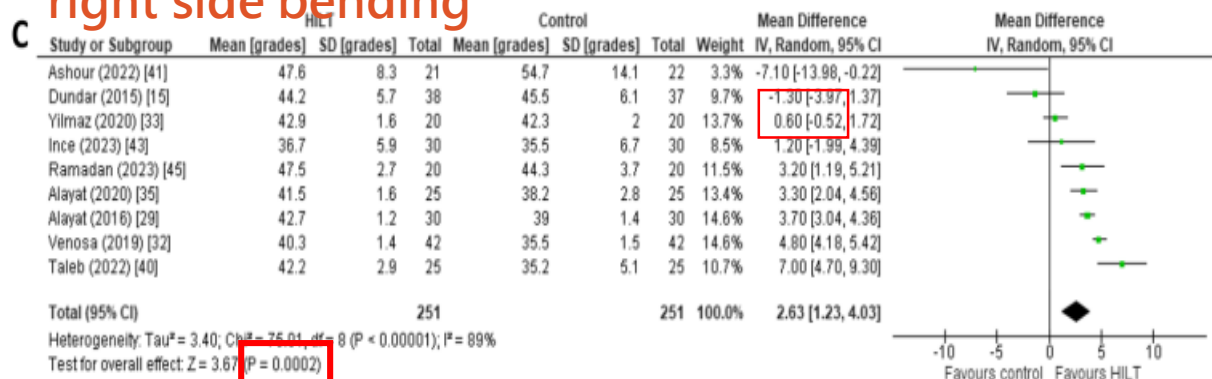 right side bending
HILT Control Mean Difference Mean Difference
C Study or Subgroup Mean [grades] SD [grades] Total Mean [grades] SD [grades] Total Weight IV, Random, 95% CI IV, Random, 95% CI
Ashour (2022) [41] 47.6 8.3 21 54.7 14.1 22 3.3% -7.10 [-13.98, -0.22]
Dundar (2015) [15] 44.2 5.7 38 45.5 6.1 37 9.7% -1.30 [-3.97, 1.37]
Yilmaz (2020) [33] 42.9 1.6 20 42.3 2 20 13.7% 0.60 [-0.52, 1.72]
Ince (2023) [43] 36.7 5.9 30 35.5 6.7 30 8.5% 1.20 [-1.99, 4.39]
Ramadan (2023) [45] 47.5 2.7 20 44.3 3.7 20 11.5% 3.20 [1.19, 5.21]
Alayat (2020) [35] 41.5 1.6 25 38.2 2.8 25 13.4% 3.30 [2.04, 4.56]
Alayat (2016) [29] 42.7 1.2 30 39 1.4 30 14.6% 3.70 [3.04, 4.36]
Venosa (2019) [32] 40.3 1.4 42 35.5 1.5 42 14.6% 4.80 [4.18, 5.42]
Taleb (2022) [40] 42.2 2.9 25 35.2 5.1 25 10.7% 7.00 [4.70, 9.30]
Total (95% CI) 251 251 100.0% 2.63 [1.23, 4.03]
Heterogeneity: Tau² = 3.40; Chi² = 75.01, df = 8 (P < 0.00001); I² = 89%
Test for overall effect: Z = 3.67 (P = 0.0002)
-10 -5 0 5 10
Favours control Favours HILT